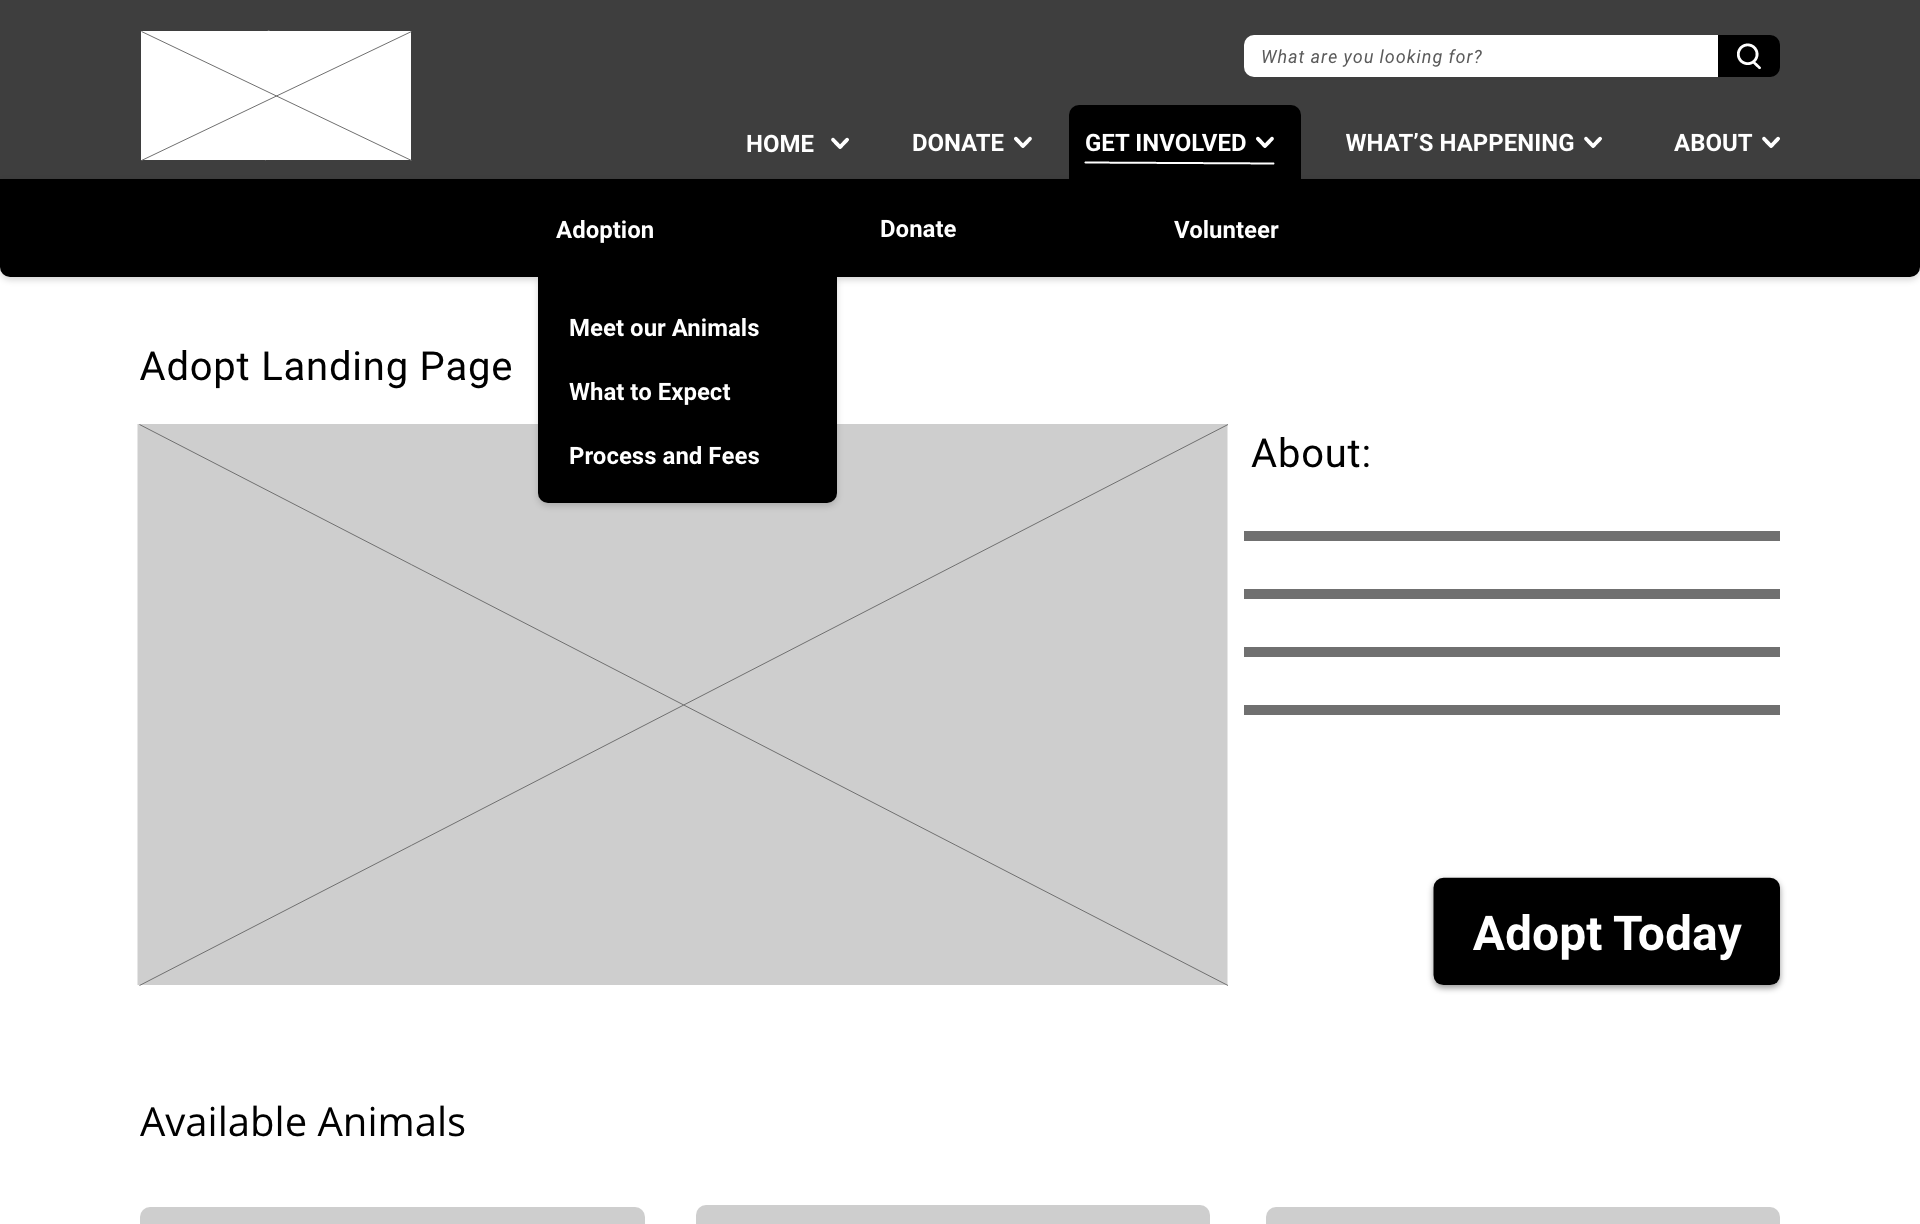 What are you looking for?
HOME
DONATE
GET INVOLVED
WHAT’S HAPPENING
ABOUT
Adoption
Donate
Volunteer
Meet our Animals
What to Expect
Process and Fees
Adopt Landing Page
About:
Adopt Today
Available Animals